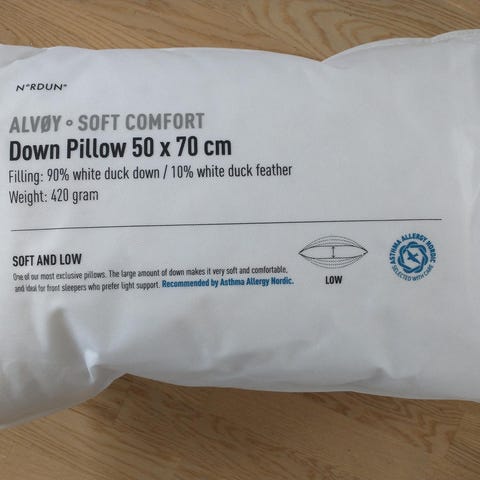 N°RDUN°
ALVØY • SOFT COMFORT
Down Pillow 50 x 70 cm
Filling: 90% white duck down / 10% white duck feather
Weight: 420 gram
SOFT AND LOW
One of our most exclusive pillows. The large amount of down makes it very soft and comfortable,
and ideal for front sleepers who prefer light support. Recommended by Asthma Allergy Nordic.
LOW
ASTHMA ALLERGY NORDIC
SELECTED WITH CARE